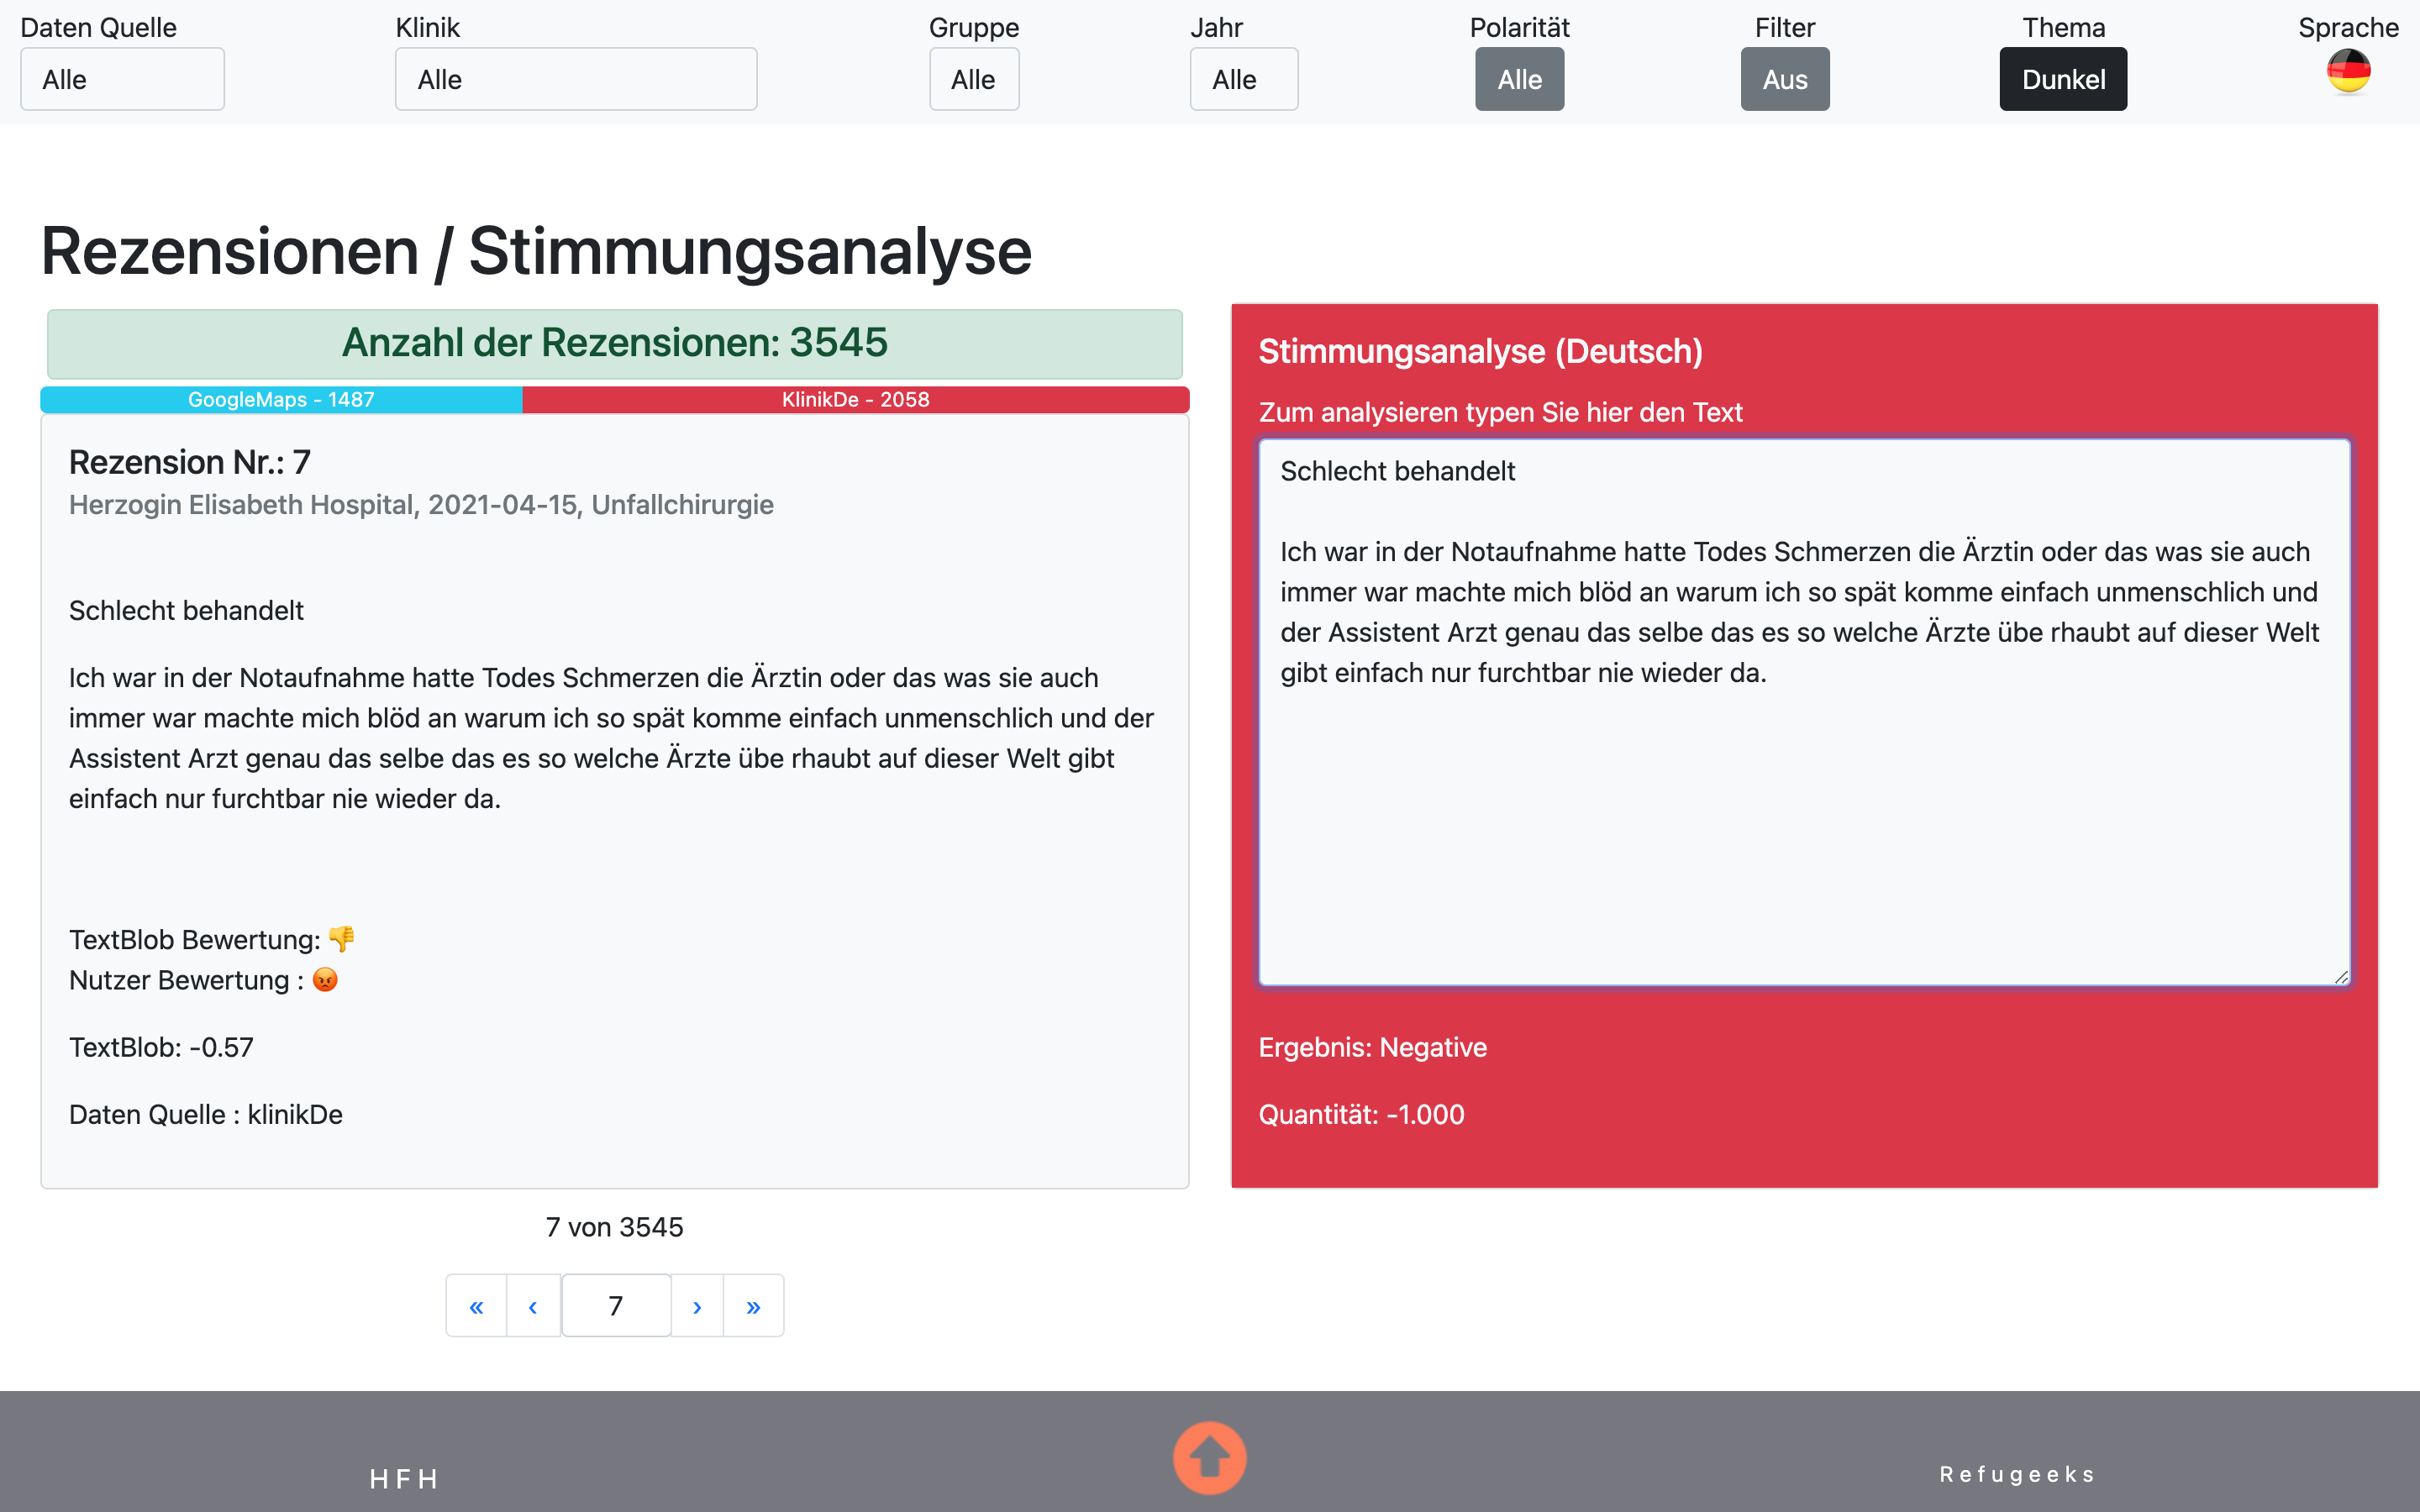 Daten Quelle Klinik Gruppe Jahr Polarität Filter Thema Sprache
Alle Alle Alle Alle Alle Aus Dunkel
Rezensionen / Stimmungsanalyse
Anzahl der Rezensionen: 3545
GoogleMaps - 1487 KlinikDe - 2058
Rezension Nr.: 7
Herzogin Elisabeth Hospital, 2021-04-15, Unfallchirurgie
Schlecht behandelt
Ich war in der Notaufnahme hatte Todes Schmerzen die Ärztin oder das was sie auch
immer war machte mich blöd an warum ich so spät komme einfach unmenschlich und der
Assistent Arzt genau das selbe das es so welche Ärzte übe rhaubt auf dieser Welt gibt
einfach nur furchtbar nie wieder da.
TextBlob Bewertung: 👎
Nutzer Bewertung : 😡
TextBlob: -0.57
Daten Quelle : klinikDe
7 von 3545
« ‹ 7 › »
Stimmungsanalyse (Deutsch)
Zum analysieren typen Sie hier den Text
Schlecht behandelt
Ich war in der Notaufnahme hatte Todes Schmerzen die Ärztin oder das was sie auch
immer war machte mich blöd an warum ich so spät komme einfach unmenschlich und
der Assistent Arzt genau das selbe das es so welche Ärzte übe rhaubt auf dieser Welt
gibt einfach nur furchtbar nie wieder da.
Ergebnis: Negative
Quantität: -1.000
HFH
Refugeeks